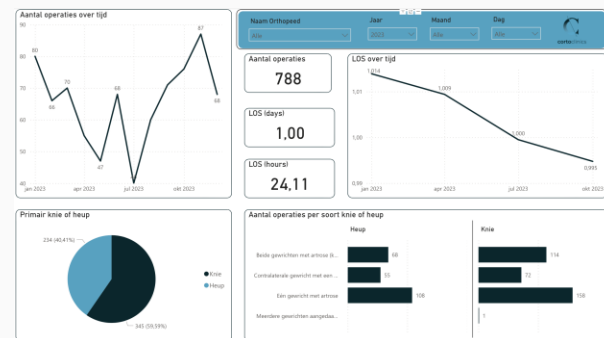 Aantal operaties over tijd
90
80
70
60
50
40
80
66
70
47
68
87
68
jan 2023
apr 2023
jul 2023
okt 2023
Naam Orthopeed
Alle
Jaar
2023
Maand
Alle
Dag
Alle
Aantal operaties
788
LOS (days)
1,00
LOS (hours)
24,11
LOS over tijd
1,01
1,00
0,99
1,014
1,009
1,000
0,995
jan 2023
apr 2023
jul 2023
okt 2023
Primair knie of heup
234 (40,41%)
345 (59,59%)
Knie
Heup
Aantal operaties per soort knie of heup
Heup
Knie
Beide gewrichten met artrose (k...
68
114
Contralaterale gewricht met een ...
55
72
Eén gewricht met artrose
108
158
Meerdere gewrichten aangedaa...
1